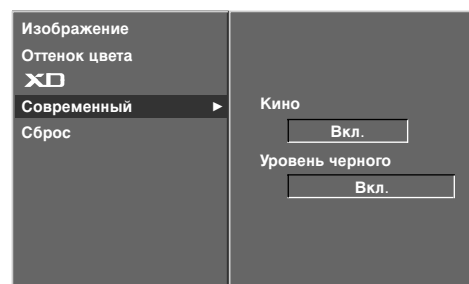 Изображение
Оттенок цвета
XD
Современный ►
Сброс
Кино
Вкл.
Уровень черного
Вкл.